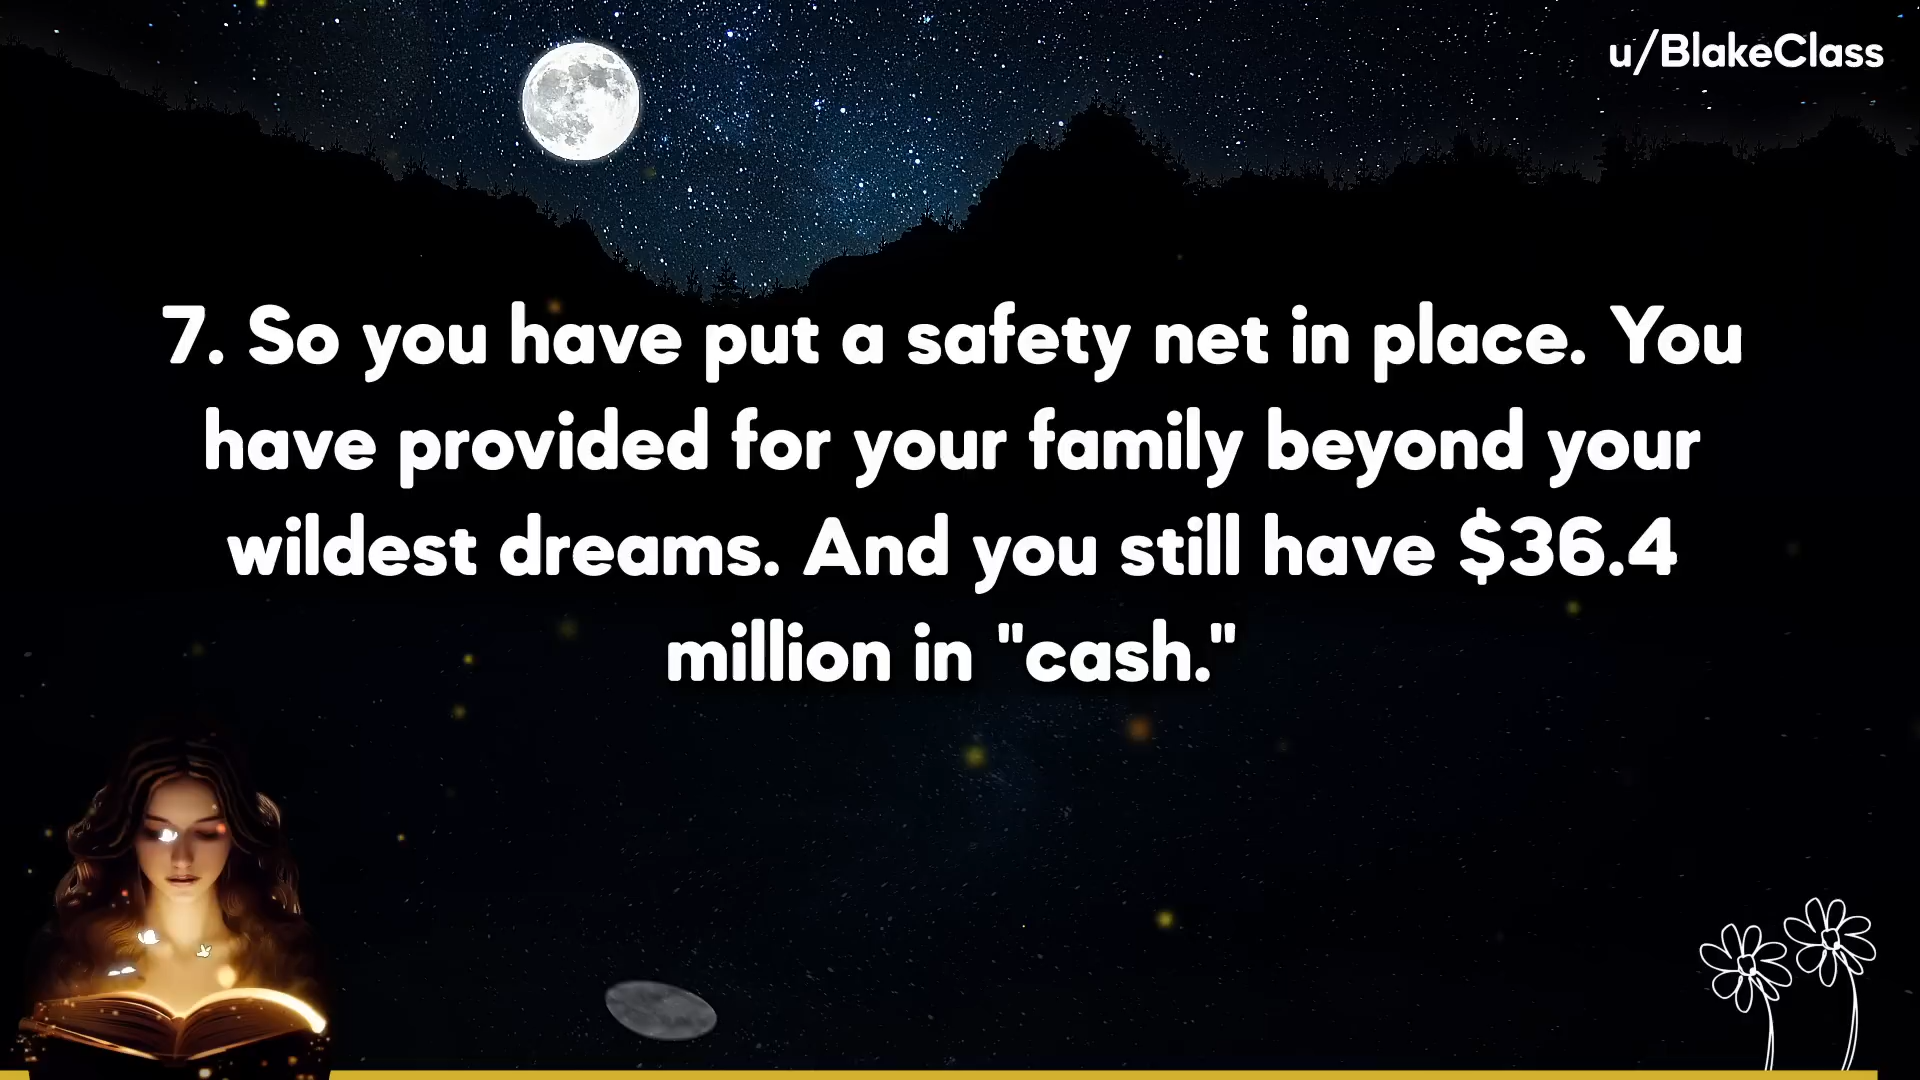 u/BlakeClass
7. So you have put a safety net in place. You
have provided for your family beyond your
wildest dreams. And you still have $36.4
million in "cash."